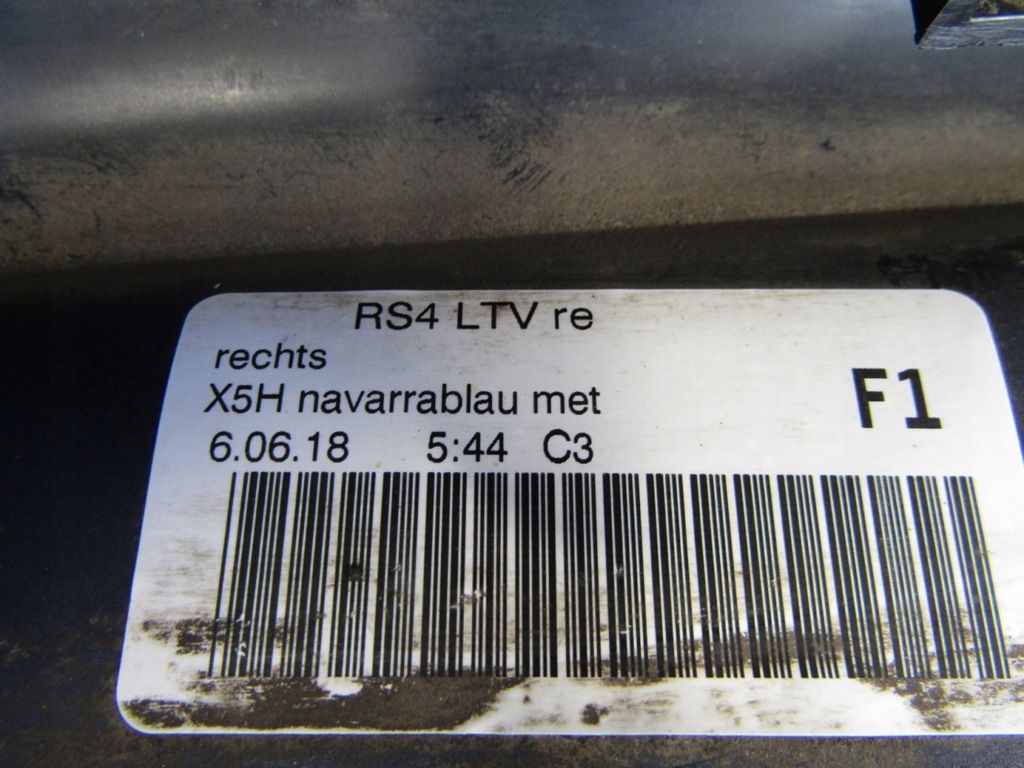 RS4 LTV re
rechts
X5H navarrablau met
F1
6.06.18 5:44 C3